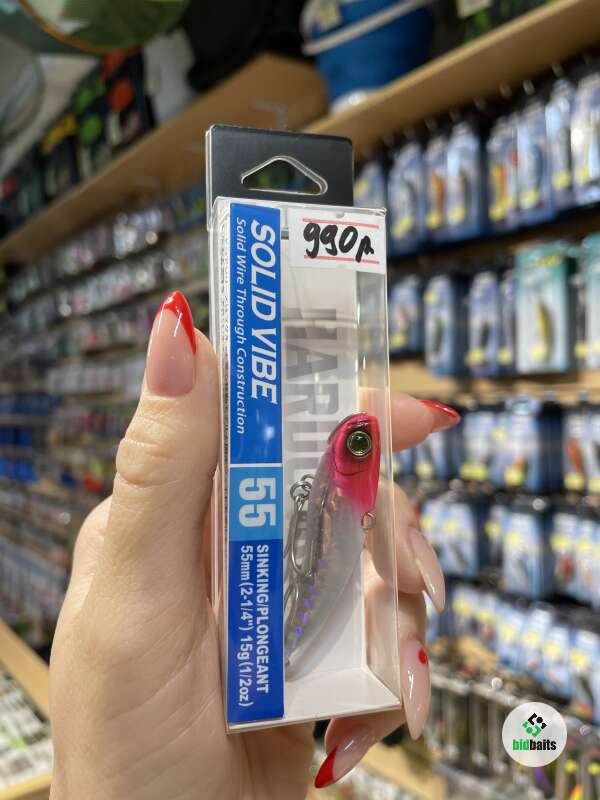 990р
SOLID VIBE
Solid Wire Through Construction
55
SINKING/PLONGEANT
55mm (2-1/4") 15g (1/2oz)
bidbaits